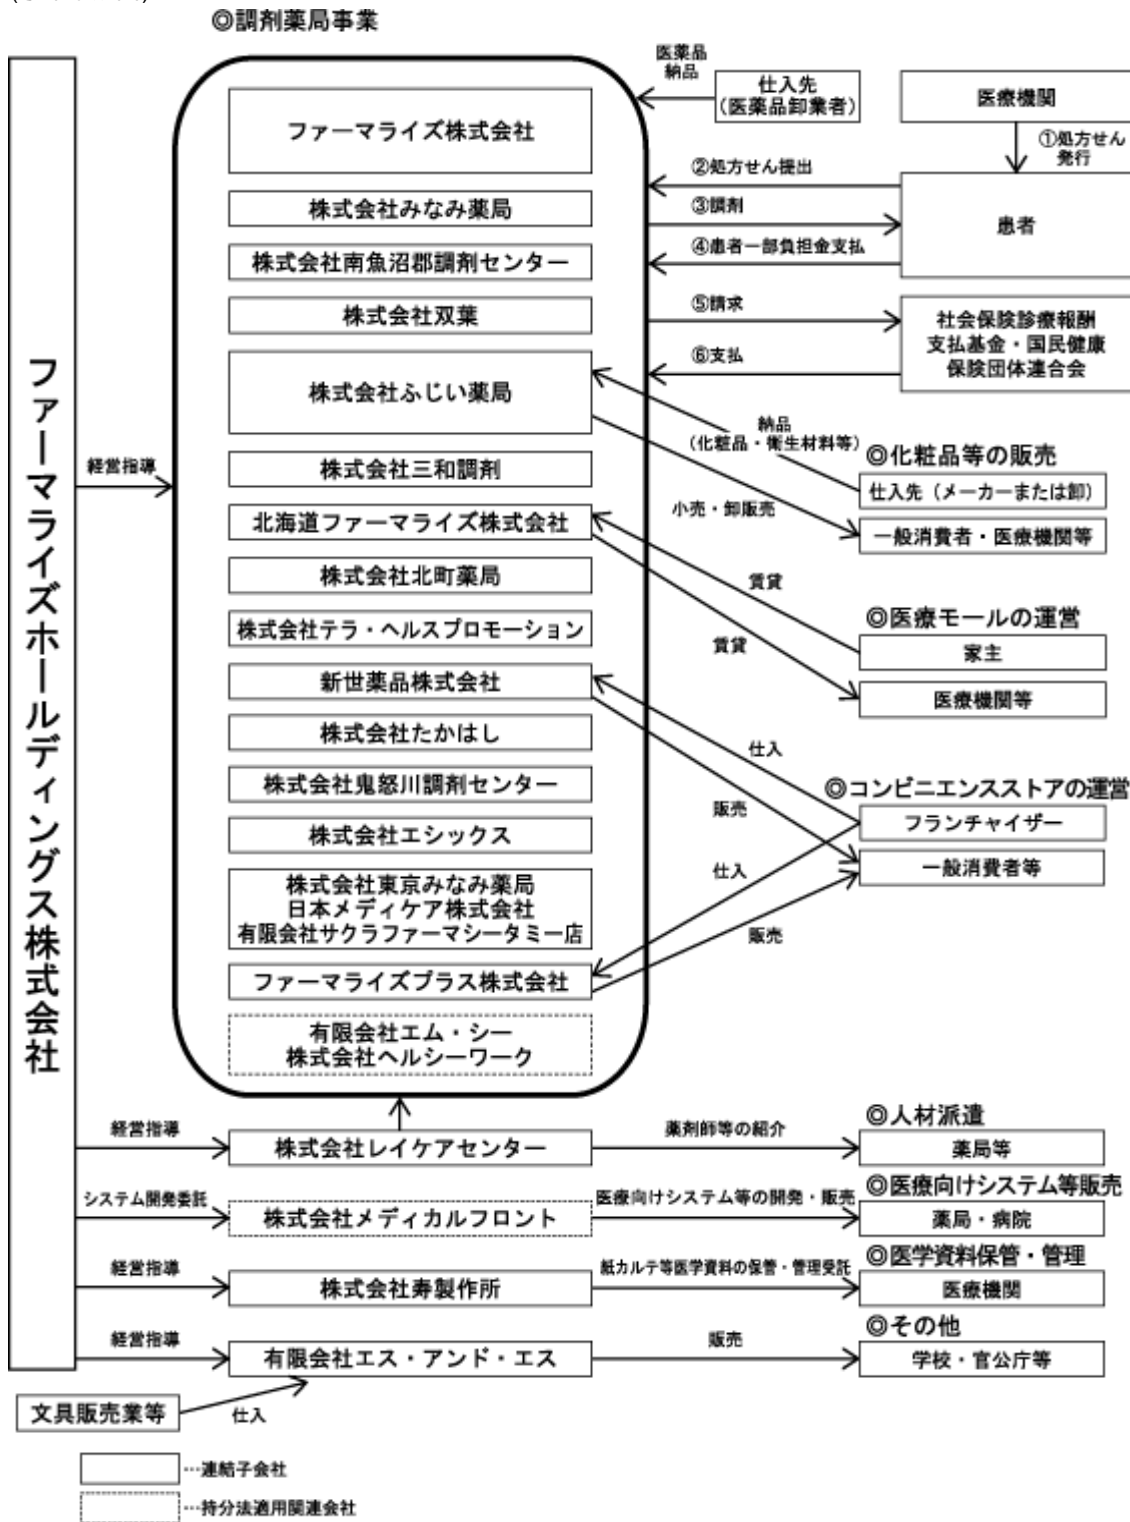 ◎調剤薬局事業
ファーマライズホールディングス株式会社
経営指導
ファーマライズ株式会社
株式会社みなみ薬局
株式会社南魚沼郡調剤センター
株式会社双葉
株式会社ふじい薬局
株式会社三和調剤
北海道ファーマライズ株式会社
株式会社北町薬局
株式会社テラ・ヘルスプロモーション
新世薬品株式会社
株式会社たかはし
株式会社鬼怒川調剤センター
株式会社エシックス
株式会社東京みなみ薬局
日本メディケア株式会社
有限会社サクラファーマシータミー店
ファーマライズプラス株式会社
有限会社エム・シー
株式会社ヘルシーワーク
医薬品
納品
仕入先
(医薬品卸業者)
医療機関
①処方せん
発行
患者
②処方せん提出
③調剤
④患者一部負担金支払
⑤請求
⑥支払
社会保険診療報酬
支払基金・国民健康
保険団体連合会
納品
(化粧品・衛生材料等)
小売・卸販売
◎化粧品等の販売
仕入先(メーカーまたは卸)
一般消費者・医療機関等
賃貸
賃貸
◎医療モールの運営
家主
医療機関等
仕入
販売
仕入
販売
◎コンビニエンスストアの運営
フランチャイザー
一般消費者等
経営指導
株式会社レイケアセンター
薬剤師等の紹介
◎人材派遣
薬局等
システム開発委託
株式会社メディカルフロント
医療向けシステム等の開発・販売
◎医療向けシステム等販売
薬局・病院
経営指導
株式会社寿製作所
紙カルテ等医学資料の保管・管理受託
◎医学資料保管・管理
医療機関
経営指導
有限会社エス・アンド・エス
販売
◎その他
学校・官公庁等
文具販売業等
仕入
…連結子会社
…持分法適用関連会社